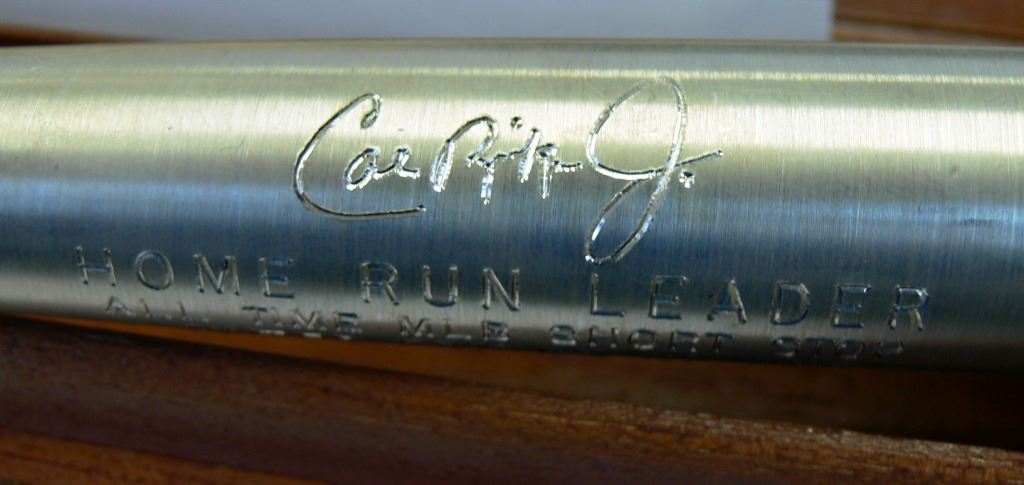 Cal Ripken Jr.
HOME RUN LEADER
ALL TIME MLB SHORT STOP